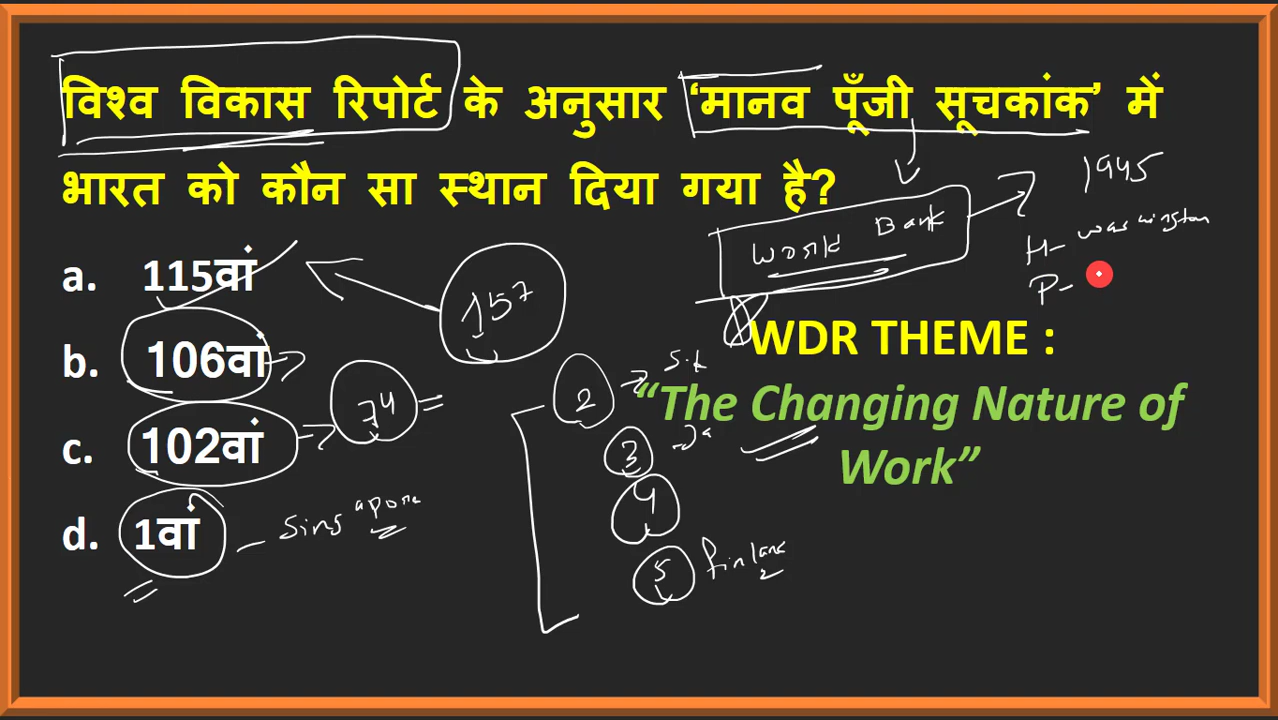 विश्व विकास रिपोर्ट के अनुसार ‘मानव पूँजी सूचकांक’ में
भारत को कौन सा स्थान दिया गया है?
1945
World Bank
H- washington
P-
a. 115वां
157
b. 106वां
WDR THEME :
74
2
“The Changing Nature of
Work”
c. 102वां
3
4
d. 1वां
Singapore
5